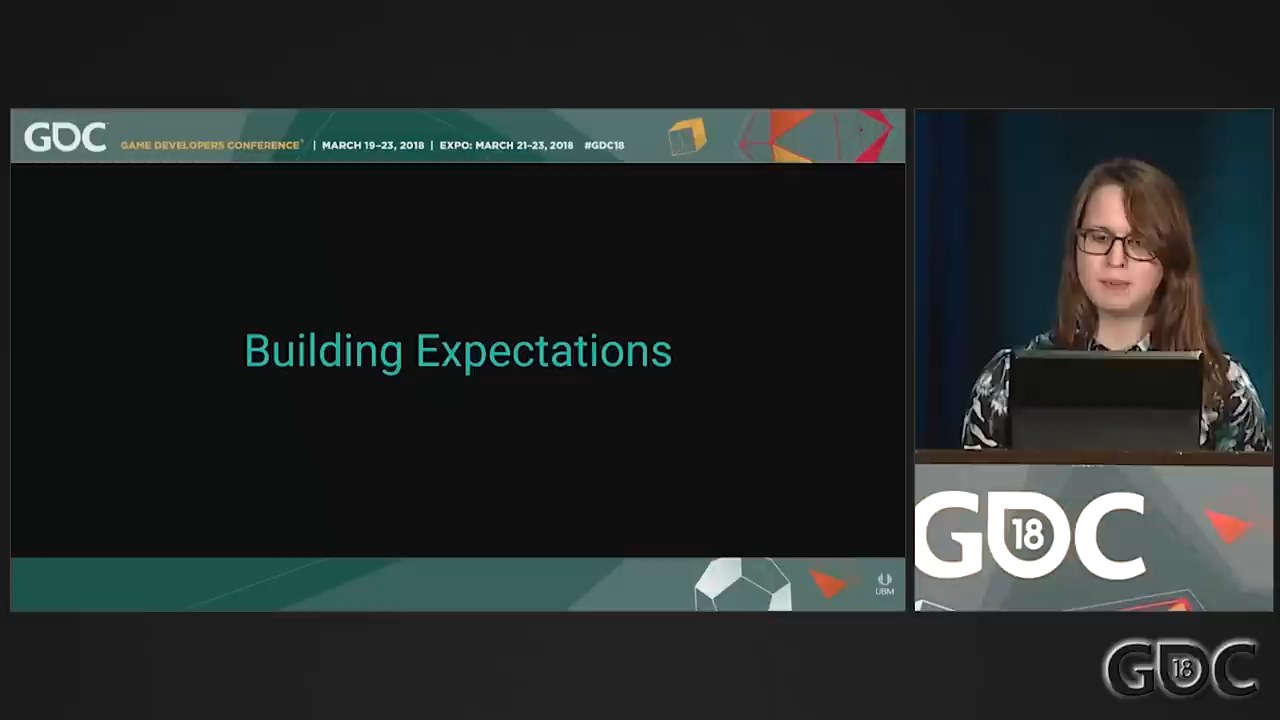 GDC GAME DEVELOPERS CONFERENCE® | MARCH 19–23, 2018 | EXPO: MARCH 21–23, 2018 #GDC18
Building Expectations
UBM
GDC
18
GDC
18